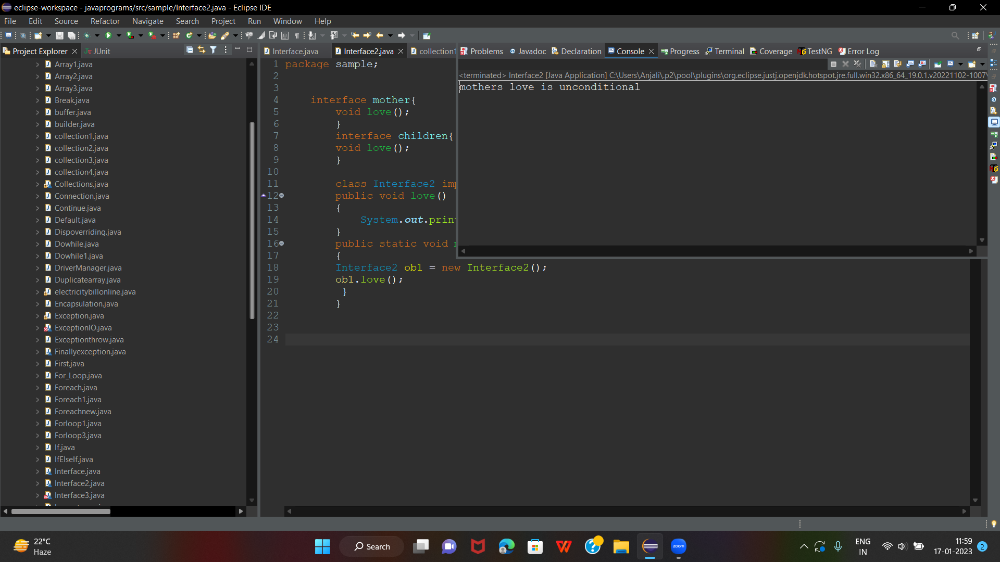 eclipse-workspace - javaprograms/src/sample/Interface2.java - Eclipse IDE
File Edit Source Refactor Navigate Search Project Run Window Help
Project Explorer
JUnit
Array1.java
Array2.java
Array3.java
Break.java
buffer.java
builder.java
collection1.java
collection2.java
collection3.java
collection4.java
Collections.java
Connection.java
Continue.java
Default.java
Dispoverriding.java
Dowhile.java
Dowhile1.java
DriverManager.java
Duplicatearray.java
electricitybillonline.java
Encapsulation.java
Exception.java
ExceptionIO.java
Exceptionthrow.java
Finallyexception.java
First.java
For_Loop.java
Foreach.java
Foreach1.java
Foreachnew.java
Forloop1.java
Forloop3.java
If.java
IfElseIf.java
Interface.java
Interface2.java
Interface3.java
Interface.java Interface2.java collection1
1 package sample;
2
3
4 interface mother{
5 void love();
6 }
7 interface children{
8 void love();
9 }
10
11 class Interface2 imp
12 public void love()
13 {
14 System.out.prin
15 }
16 public static void
17 {
18 Interface2 ob1 = new Interface2();
19 ob1.love();
20 }
21 }
22
23
24
Problems Javadoc Declaration Console Progress Terminal Coverage TestNG Error Log
<terminated> Interface2 [Java Application] C:\Users\Anjali\.p2\pool\plugins\org.eclipse.justj.openjdk.hotspot.jre.full.win32.x86_64_19.0.1.v20221102-1007\
mothers love is unconditional
22°C
Haze
Search
zoom
ENG
IN
11:59
17-01-2023
2